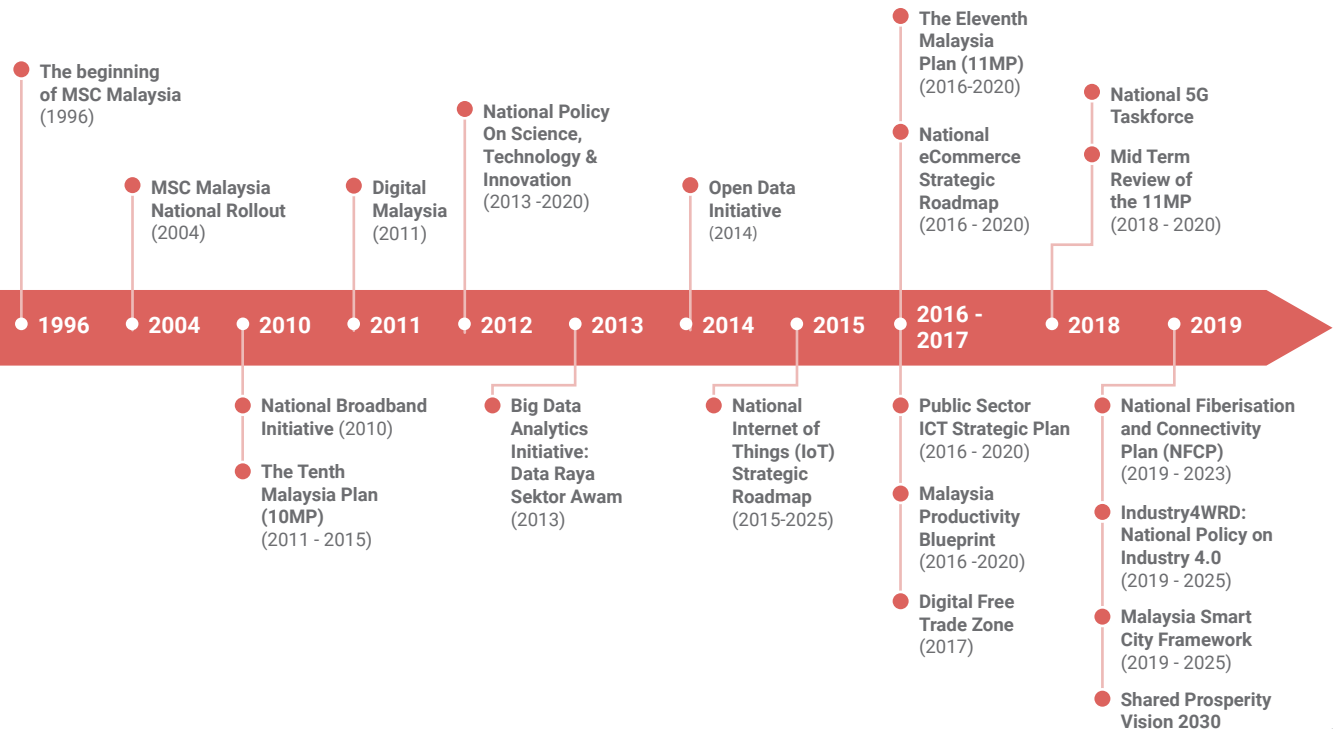 The beginning
of MSC Malaysia
(1996)
MSC Malaysia
National Rollout
(2004)
Digital
Malaysia
(2011)
National Policy
On Science,
Technology &
Innovation
(2013 -2020)
Open Data
Initiative
(2014)
The Eleventh
Malaysia
Plan (11MP)
(2016-2020)
National
eCommerce
Strategic
Roadmap
(2016 - 2020)
National 5G
Taskforce
Mid Term
Review of
the 11MP
(2018 - 2020)
1996
2004
2010
2011
2012
2013
2014
2015
2016 -
2017
2018
2019
National Broadband
Initiative (2010)
The Tenth
Malaysia Plan
(10MP)
(2011 - 2015)
Big Data
Analytics
Initiative:
Data Raya
Sektor Awam
(2013)
National
Internet of
Things (IoT)
Strategic
Roadmap
(2015-2025)
Public Sector
ICT Strategic Plan
(2016 - 2020)
Malaysia
Productivity
Blueprint
(2016 -2020)
Digital Free
Trade Zone
(2017)
National Fiberisation
and Connectivity
Plan (NFCP)
(2019 - 2023)
Industry4WRD:
National Policy on
Industry 4.0
(2019 - 2025)
Malaysia Smart
City Framework
(2019 - 2025)
Shared Prosperity
Vision 2030